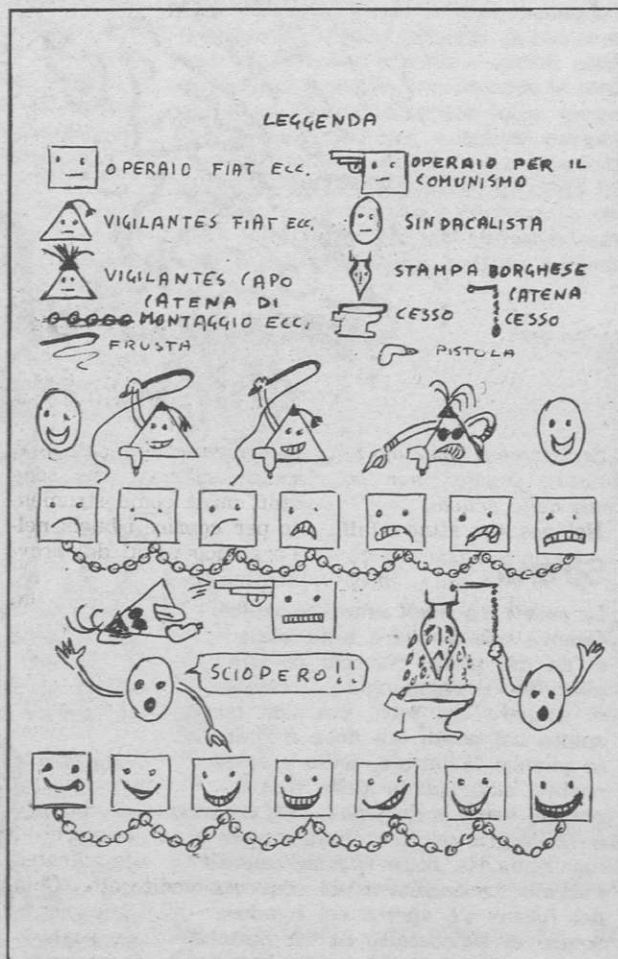 LEGGENDA
OPERAIO FIAT ECC.
OPERAIO PER IL
COMUNISMO
VIGILANTES FIAT ECC.
SINDACALISTA
VIGILANTES CAPO
STAMPA BORGHESE
CATENA DI
MONTAGGIO ECC.
CESSO
CATENA
CESSO
FRUSTA
PISTOLA
SCIOPERO!!